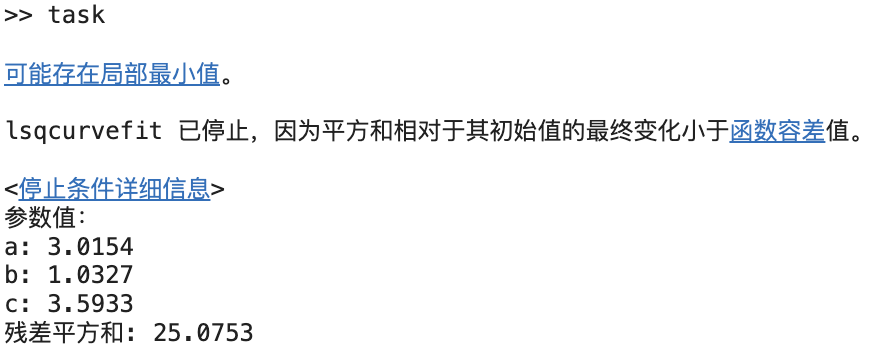 >> task
可能存在局部最小值。
lsqcurvefit 已停止，因为平方和相对于其初始值的最终变化小于函数容差值。
<停止条件详细信息>
参数值:
a: 3.0154
b: 1.0327
c: 3.5933
残差平方和: 25.0753